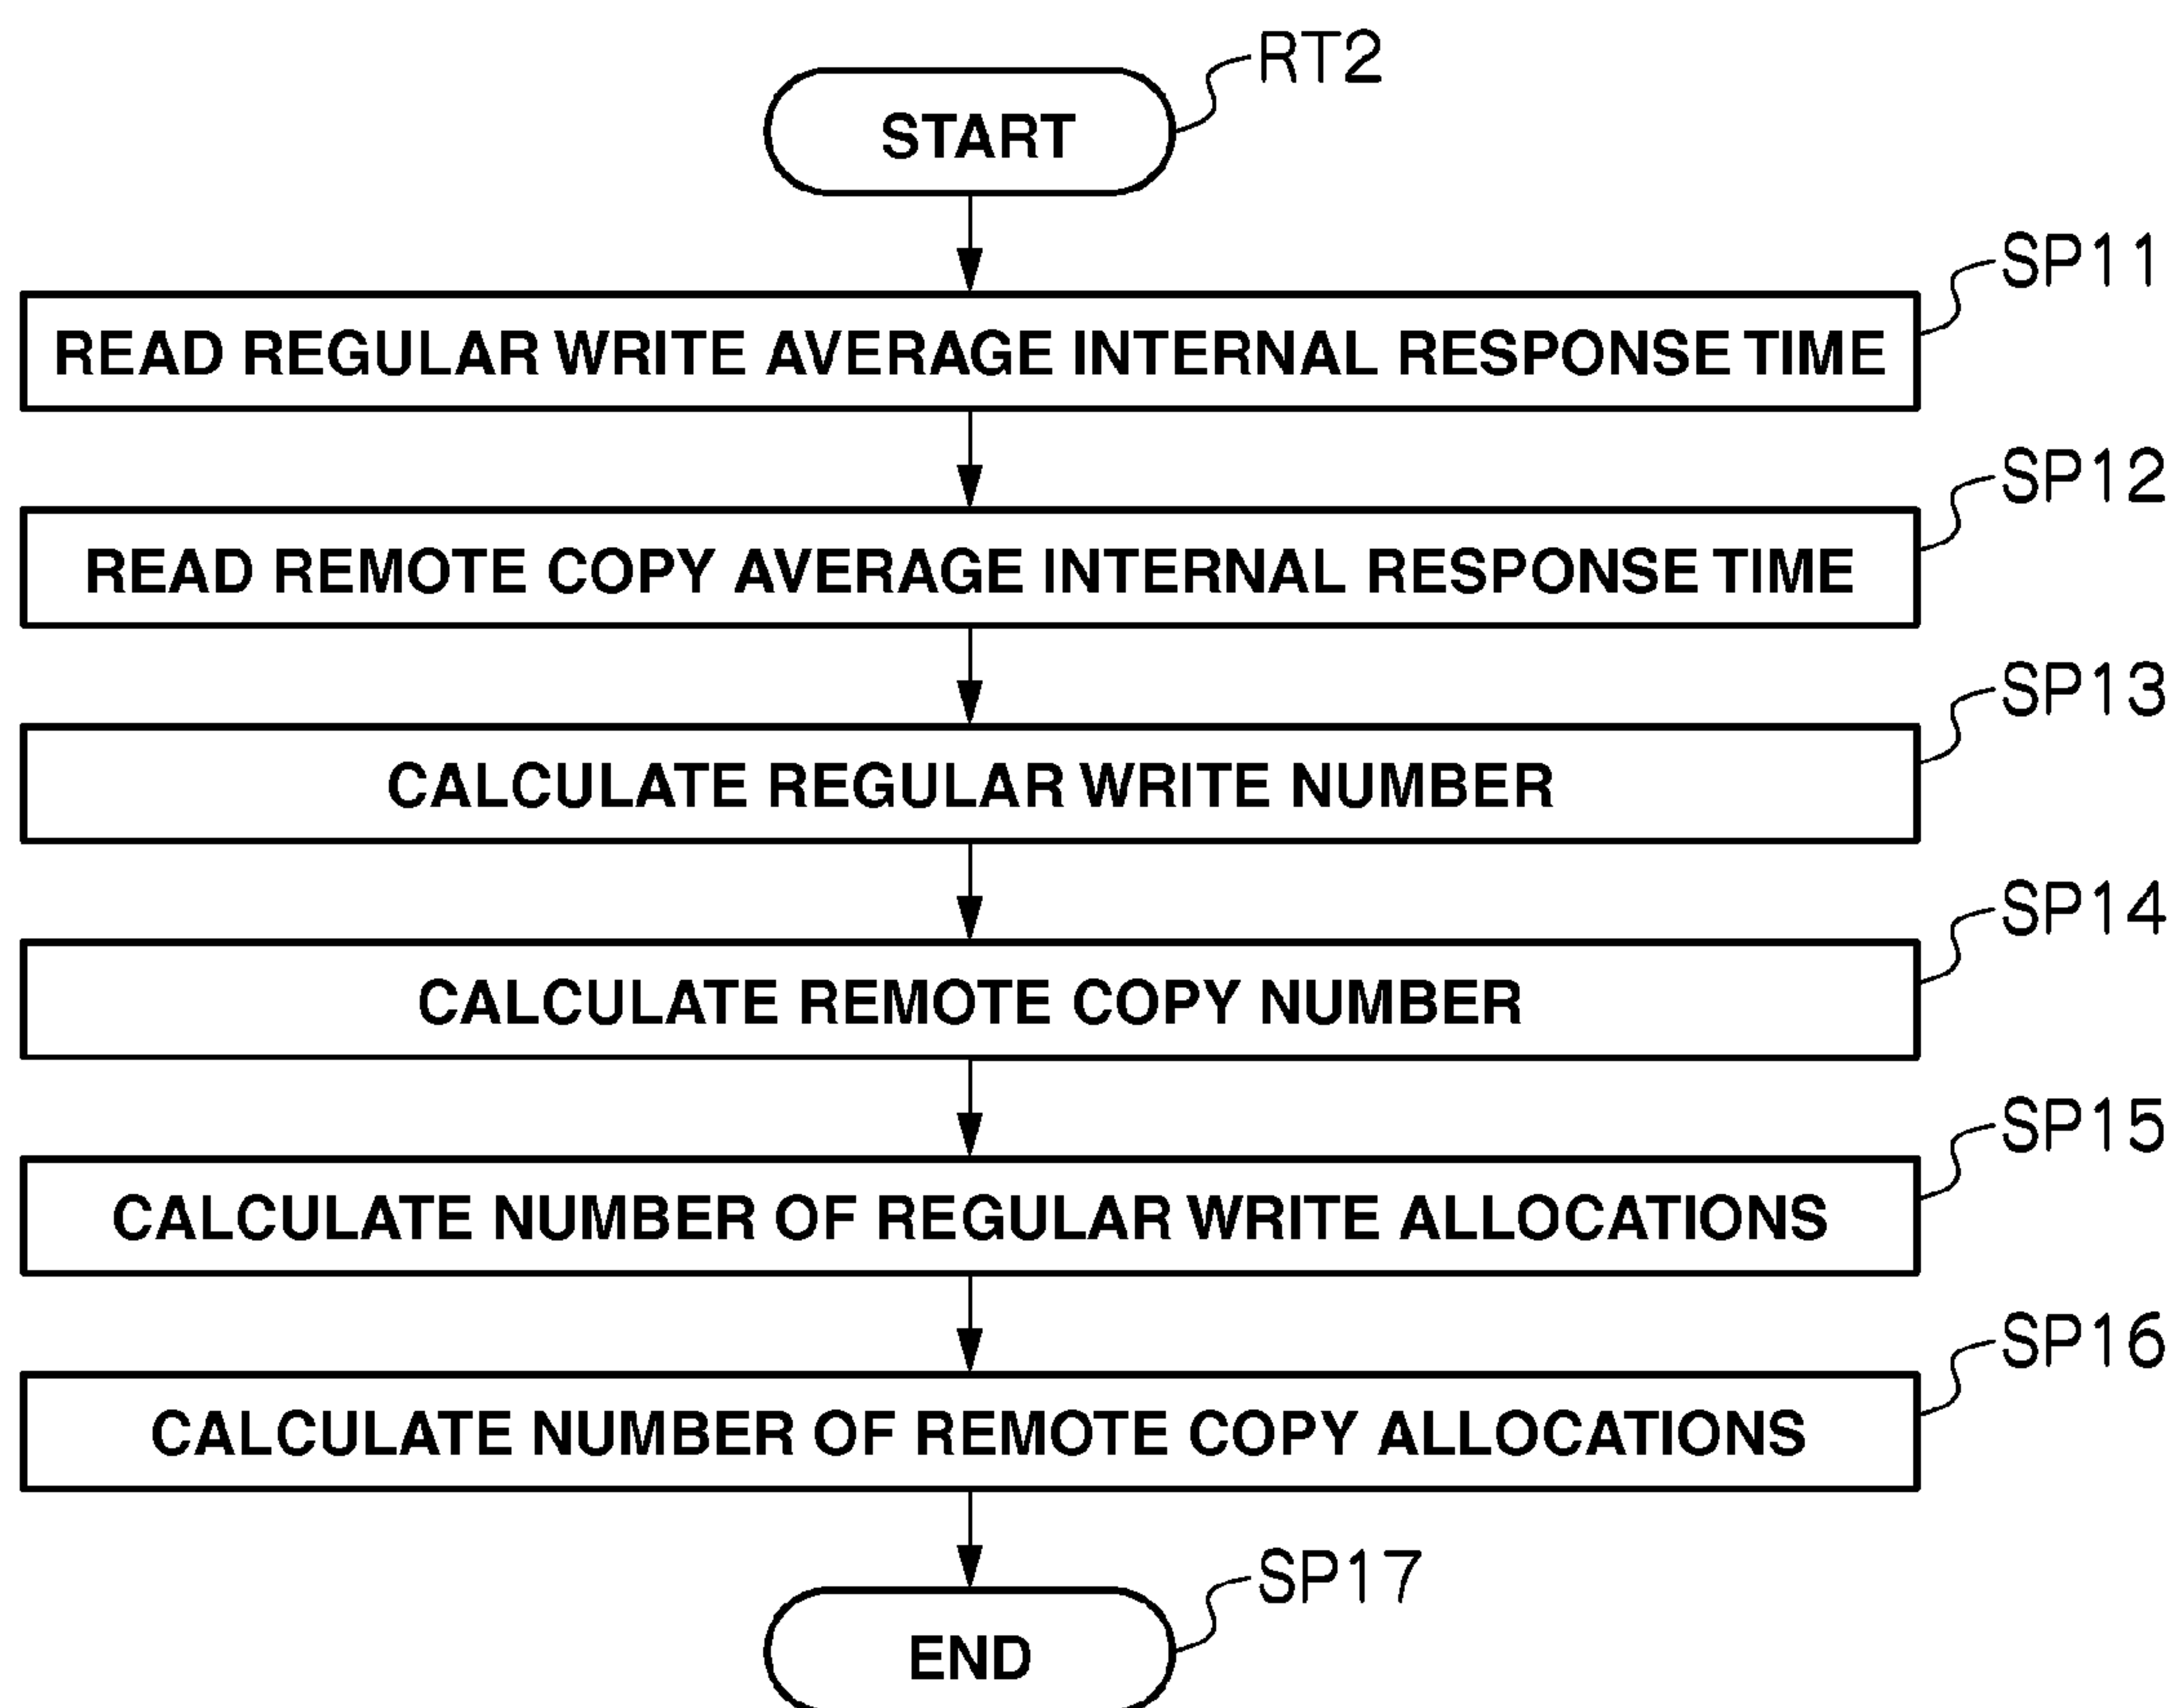 RT2
START
SP11
READ REGULAR WRITE AVERAGE INTERNAL RESPONSE TIME
SP12
READ REMOTE COPY AVERAGE INTERNAL RESPONSE TIME
SP13
CALCULATE REGULAR WRITE NUMBER
SP14
CALCULATE REMOTE COPY NUMBER
SP15
CALCULATE NUMBER OF REGULAR WRITE ALLOCATIONS
SP16
CALCULATE NUMBER OF REMOTE COPY ALLOCATIONS
SP17
END